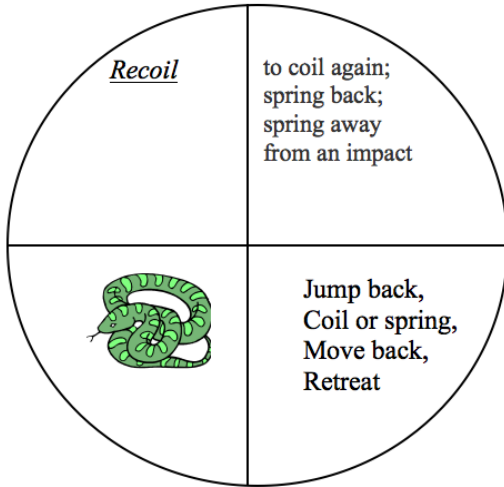 Recoil
to coil again;
spring back;
spring away
from an impact
Jump back,
Coil or spring,
Move back,
Retreat